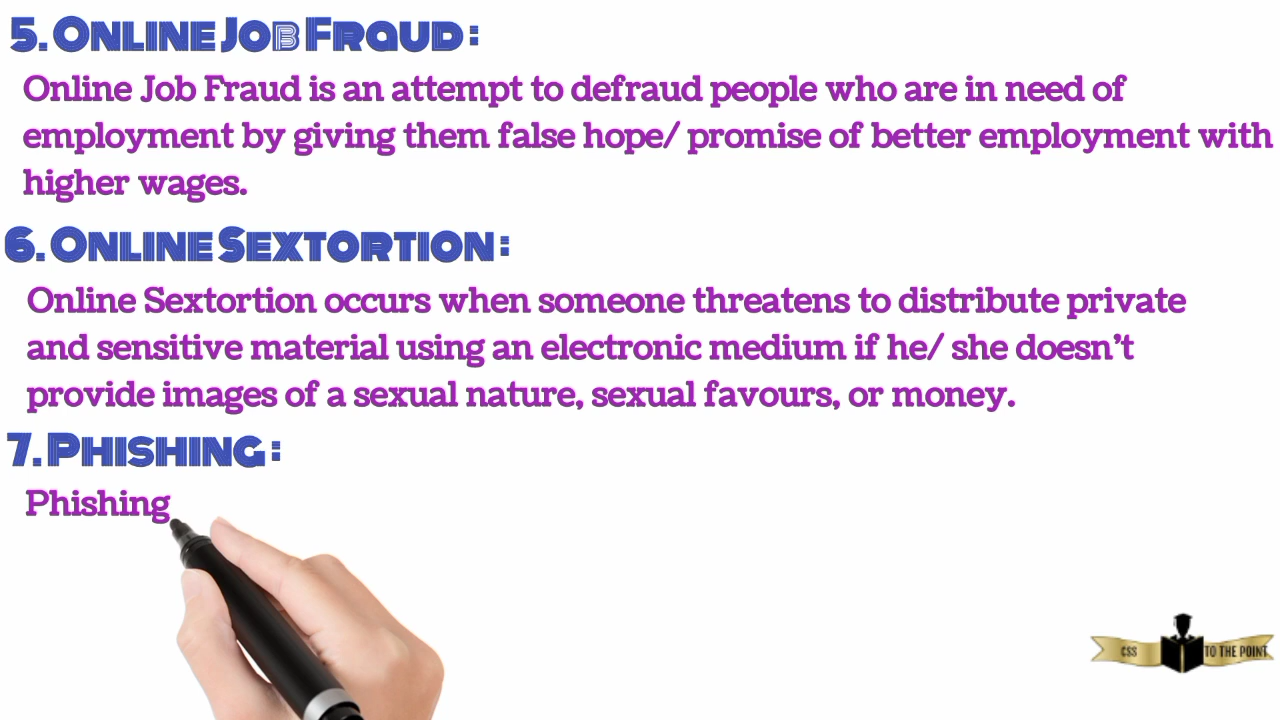 5. Online Job Fraud :
Online Job Fraud is an attempt to defraud people who are in need of
employment by giving them false hope/ promise of better employment with
higher wages.
6. Online Sextortion :
Online Sextortion occurs when someone threatens to distribute private
and sensitive material using an electronic medium if he/ she doesn't
provide images of a sexual nature, sexual favours, or money.
7. Phishing :
Phishing
CSS TO THE POINT